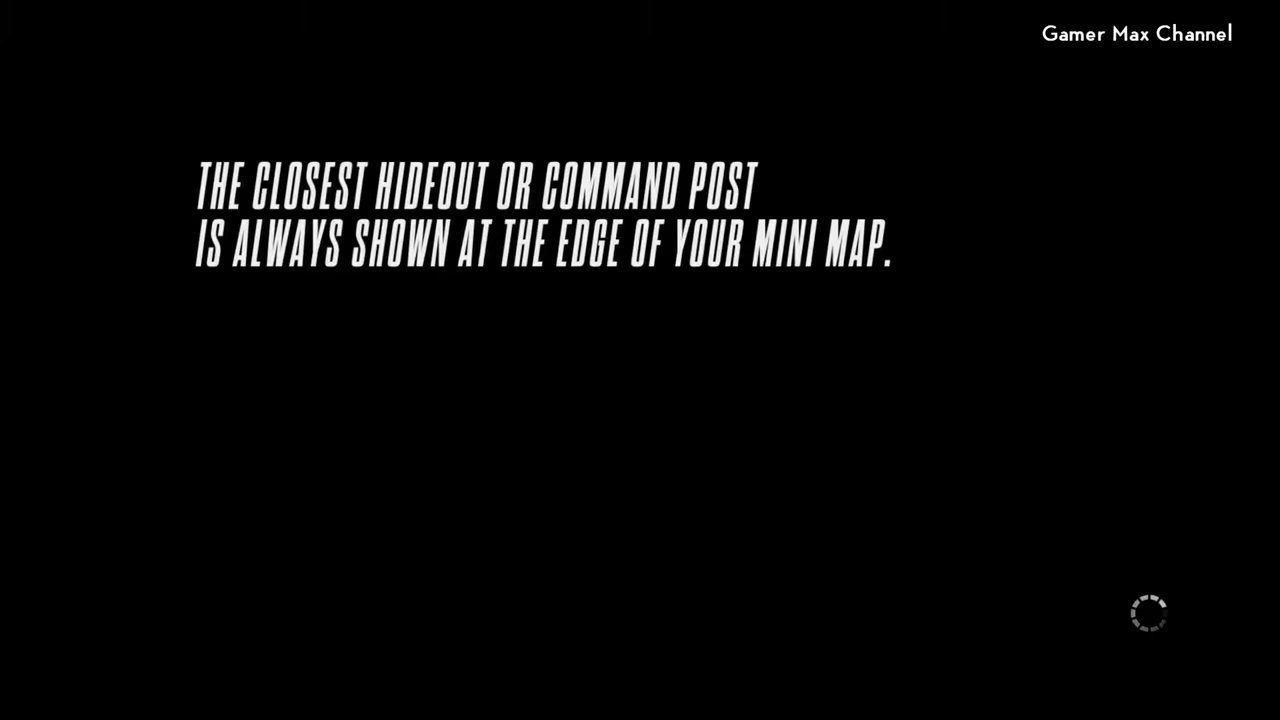 Gamer Max Channel
THE CLOSEST HIDEOUT OR COMMAND POST
IS ALWAYS SHOWN AT THE EDGE OF YOUR MINI MAP.